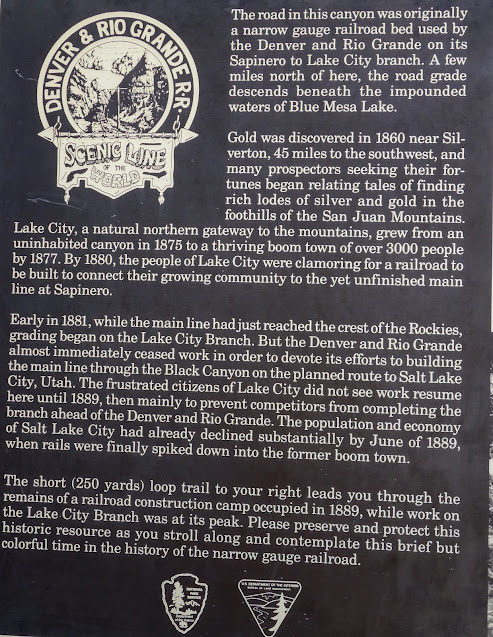 DENVER & RIO GRANDE R.R
SCENIC LINE
OF THE
WORLD
The road in this canyon was originally
a narrow gauge railroad bed used by
the Denver and Rio Grande on its
Sapinero to Lake City branch. A few
miles north of here, the road grade
descends beneath the impounded
waters of Blue Mesa Lake.
Gold was discovered in 1860 near Sil-
verton, 45 miles to the southwest, and
many prospectors seeking their for-
tunes began relating tales of finding
rich lodes of silver and gold in the
foothills of the San Juan Mountains.
Lake City, a natural northern gateway to the mountains, grew from an
uninhabited canyon in 1875 to a thriving boom town of over 3000 people
by 1877. By 1880, the people of Lake City were clamoring for a railroad to
be built to connect their growing community to the yet unfinished main
line at Sapinero.
Early in 1881, while the main line had just reached the crest of the Rockies,
grading began on the Lake City Branch. But the Denver and Rio Grande
almost immediately ceased work in order to devote its efforts to building
the main line through the Black Canyon on the planned route to Salt Lake
City, Utah. The frustrated citizens of Lake City did not see work resume
here until 1889, then mainly to prevent competitors from completing the
branch ahead of the Denver and Rio Grande. The population and economy
of Salt Lake City had already declined substantially by June of 1889,
when rails were finally spiked down into the former boom town.
The short (250 yards) loop trail to your right leads you through the
remains of a railroad construction camp occupied in 1889, while work on
the Lake City Branch was at its peak. Please preserve and protect this
historic resource as you stroll along and contemplate this brief but
colorful time in the history of the narrow gauge railroad.
NATIONAL
PARK
SERVICE
Department
of the Interior
U.S. DEPARTMENT OF THE INTERIOR
BUREAU OF LAND MANAGEMENT